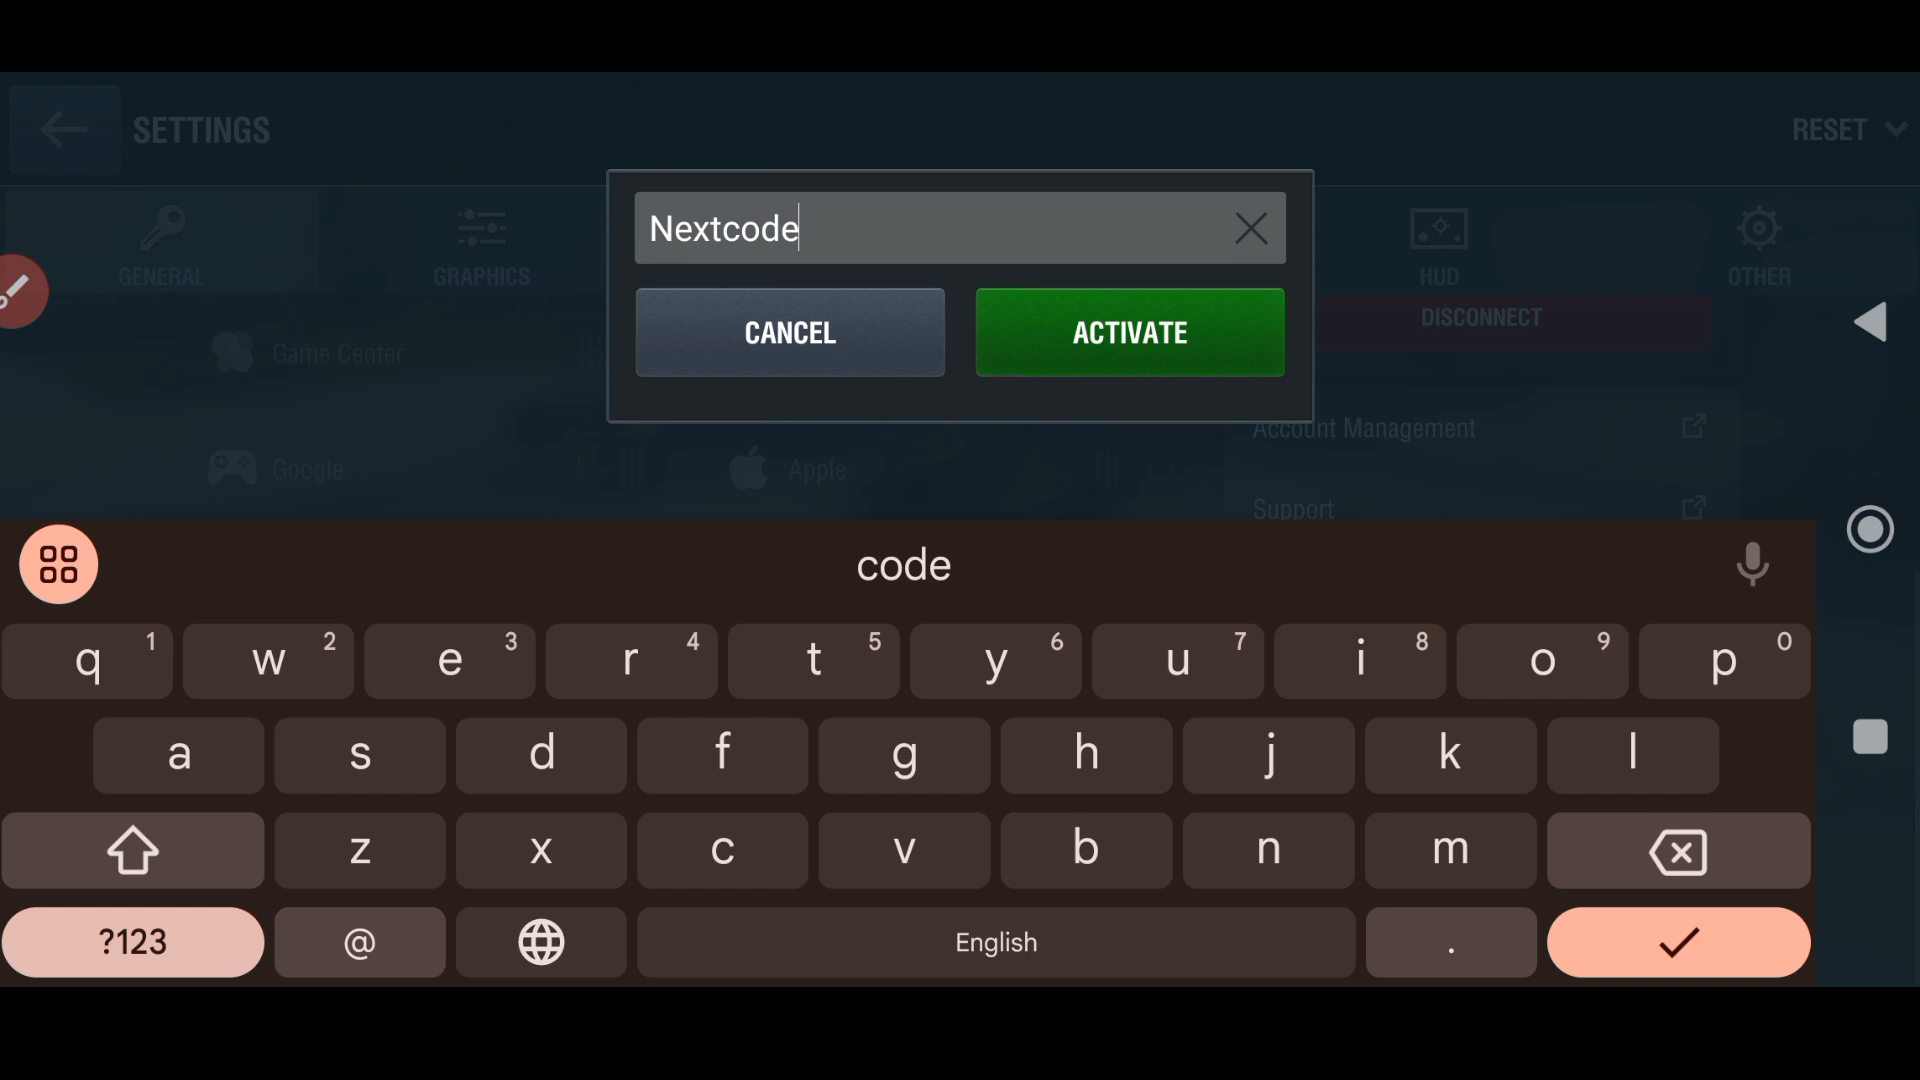 SETTINGS
RESET
Nextcode
GENERAL
GRAPHICS
HUD
OTHER
CANCEL
ACTIVATE
DISCONNECT
Game Center
Account Management
Google
Apple
Support
code
q 1 w 2 e 3 r 4 t 5 y 6 u 7 i 8 o 9 p 0
a s d f g h j k l
z x c v b n m
?123 @ English .